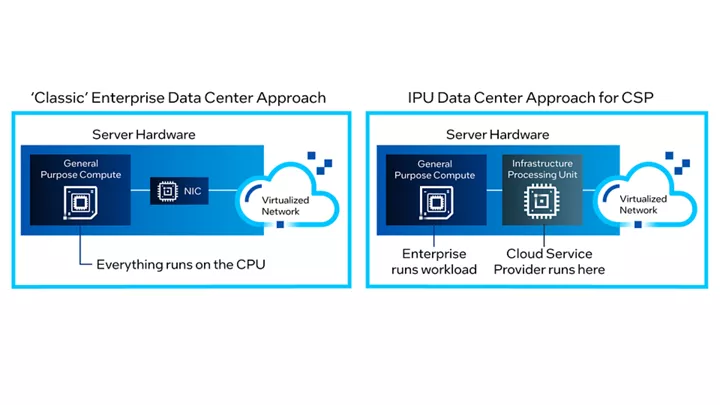 ‘Classic’ Enterprise Data Center Approach
Server Hardware
General
Purpose Compute
NIC
Virtualized
Network
Everything runs on the CPU
IPU Data Center Approach for CSP
Server Hardware
General
Purpose Compute
Infrastructure
Processing Unit
Virtualized
Network
Enterprise
runs workload
Cloud Service
Provider runs here